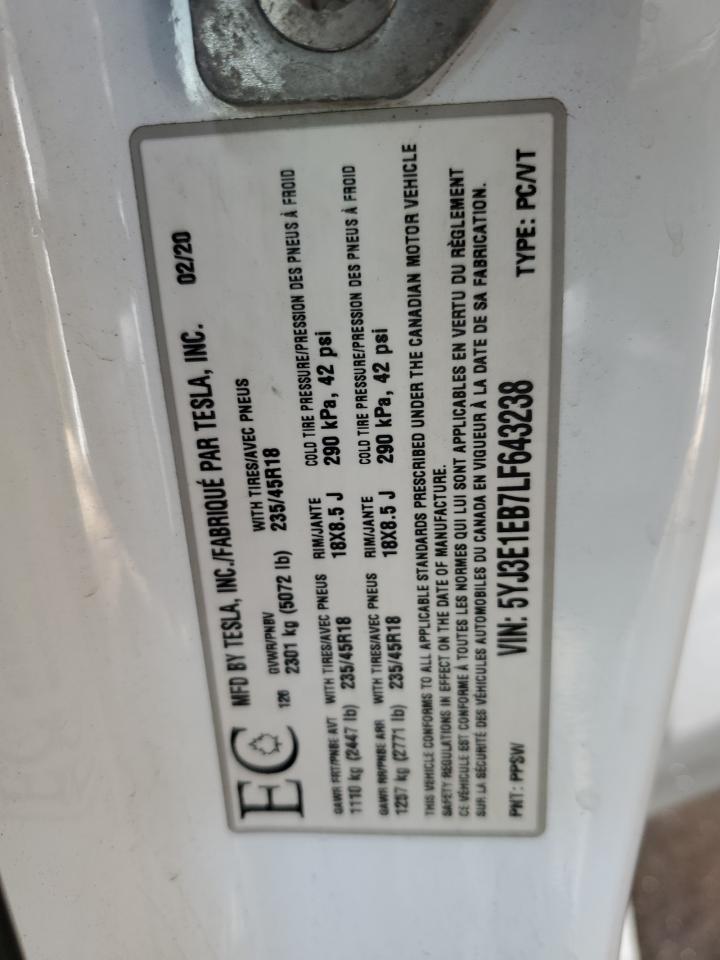 MFD BY TESLA, INC./FABRIQUÉ PAR TESLA, INC. 02/20
EC
126 GVWR/PNBV WITH TIRES/AVEC PNEUS
2301 kg (5072 lb) 235/45R18
GAWR FRT/PNBE AVT WITH TIRES/AVEC PNEUS RIM/JANTE COLD TIRE PRESSURE/PRESSION DES PNEUS À FROID
1110 kg (2447 lb) 235/45R18 18X8.5 J 290 kPa, 42 psi
GAWR RR/PNBE ARR WITH TIRES/AVEC PNEUS RIM/JANTE COLD TIRE PRESSURE/PRESSION DES PNEUS À FROID
1257 kg (2771 lb) 235/45R18 18X8.5 J 290 kPa, 42 psi
THIS VEHICLE CONFORMS TO ALL APPLICABLE STANDARDS PRESCRIBED UNDER THE CANADIAN MOTOR VEHICLE
SAFETY REGULATIONS IN EFFECT ON THE DATE OF MANUFACTURE.
CE VÉHICULE EST CONFORME À TOUTES LES NORMES QUI LUI SONT APPLICABLES EN VERTU DU RÈGLEMENT
SUR LA SÉCURITÉ DES VÉHICULES AUTOMOBILES DU CANADA EN VIGUEUR À LA DATE DE SA FABRICATION.
PNT: PPSW VIN: 5YJ3E1EB7LF643238 TYPE: PC/VT